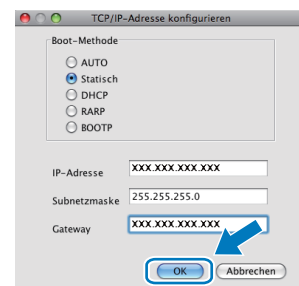 TCP/IP-Adresse konfigurieren
Boot-Methode
AUTO
Statisch
DHCP
RARP
BOOTP
IP-Adresse XXX.XXX.XXX.XXX
Subnetzmaske 255.255.255.0
Gateway XXX.XXX.XXX.XXX
OK Abbrechen